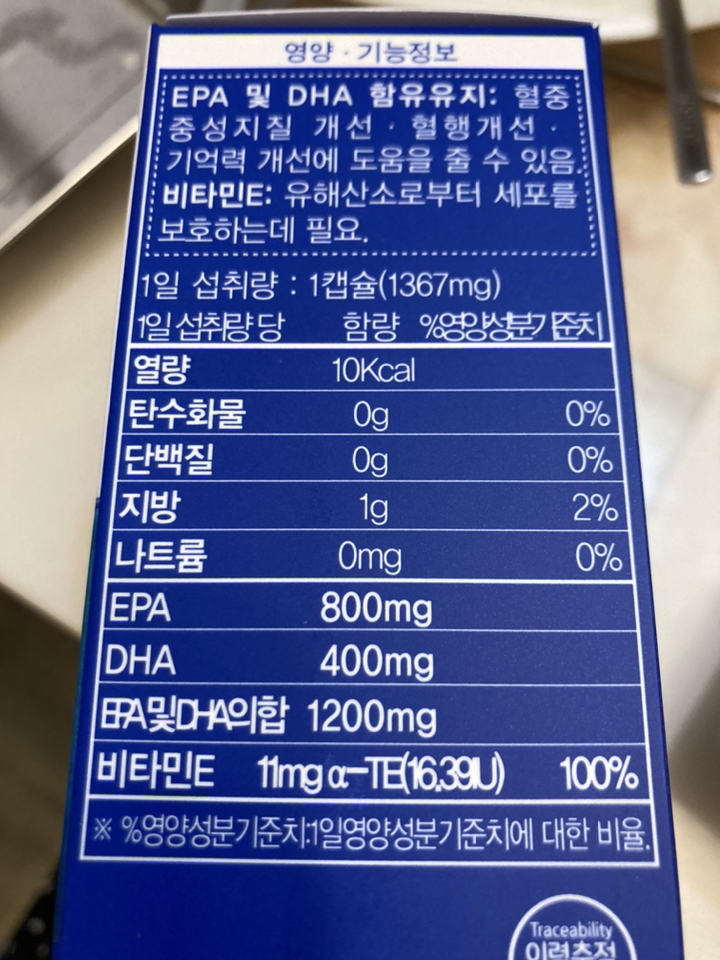 영양 · 기능정보
EPA 및 DHA 함유유지: 혈중
중성지질 개선 · 혈행개선 ·
기억력 개선에 도움을 줄 수 있음.
비타민E: 유해산소로부터 세포를
보호하는데 필요.
1일 섭취량 : 1캡슐(1367mg)
1일 섭취량 당 함량 %영양성분기준치
열량 10Kcal
탄수화물 0g 0%
단백질 0g 0%
지방 1g 2%
나트륨 0mg 0%
EPA 800mg
DHA 400mg
EPA 및 DHA의 합 1200mg
비타민E 11mg α-TE(16.39IU) 100%
※ %영양성분기준치:1일영양성분기준치에 대한 비율.
Traceability
이력추적